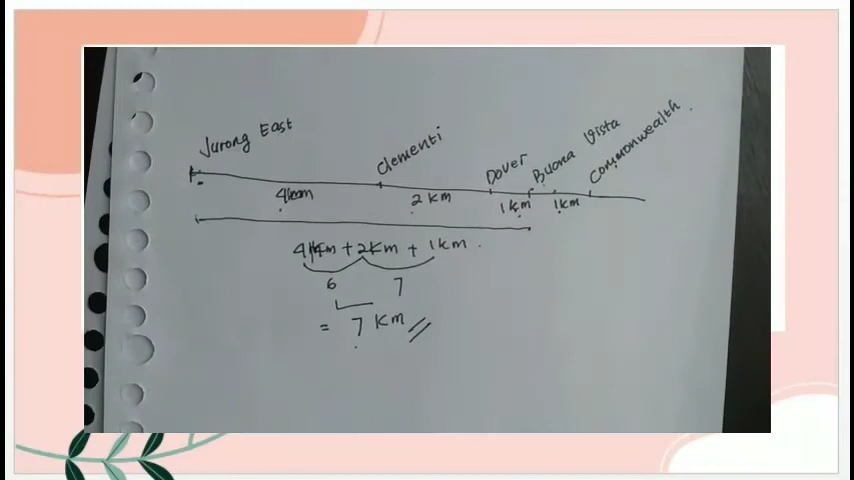 Jurong East
Clementi
Dover
Buona Vista
Commonwealth
4km
2 km
1km
1km
4km + 2km + 1km
6
7
= 7 km